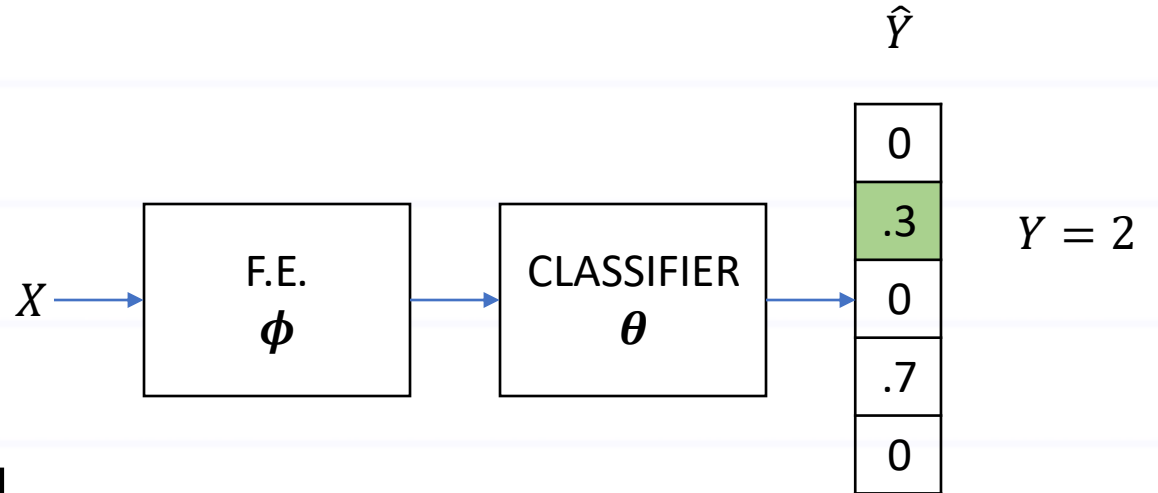 Ŷ
0
.3
0
.7
0
Y = 2
X
F.E.
ϕ
CLASSIFIER
θ